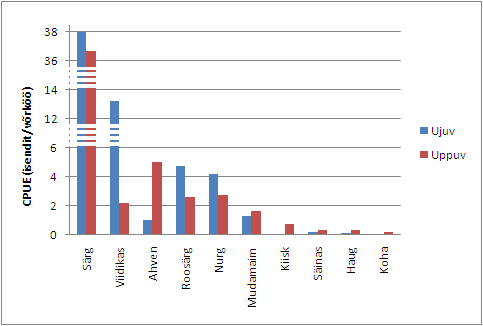 38
36
14
12
6
4
2
0
CPUE (isendit/võrköö)
Särg
Viidikas
Ahven
Roosärg
Nurg
Mudamaim
Kiisk
Säinas
Haug
Koha
Ujuv
Uppuv